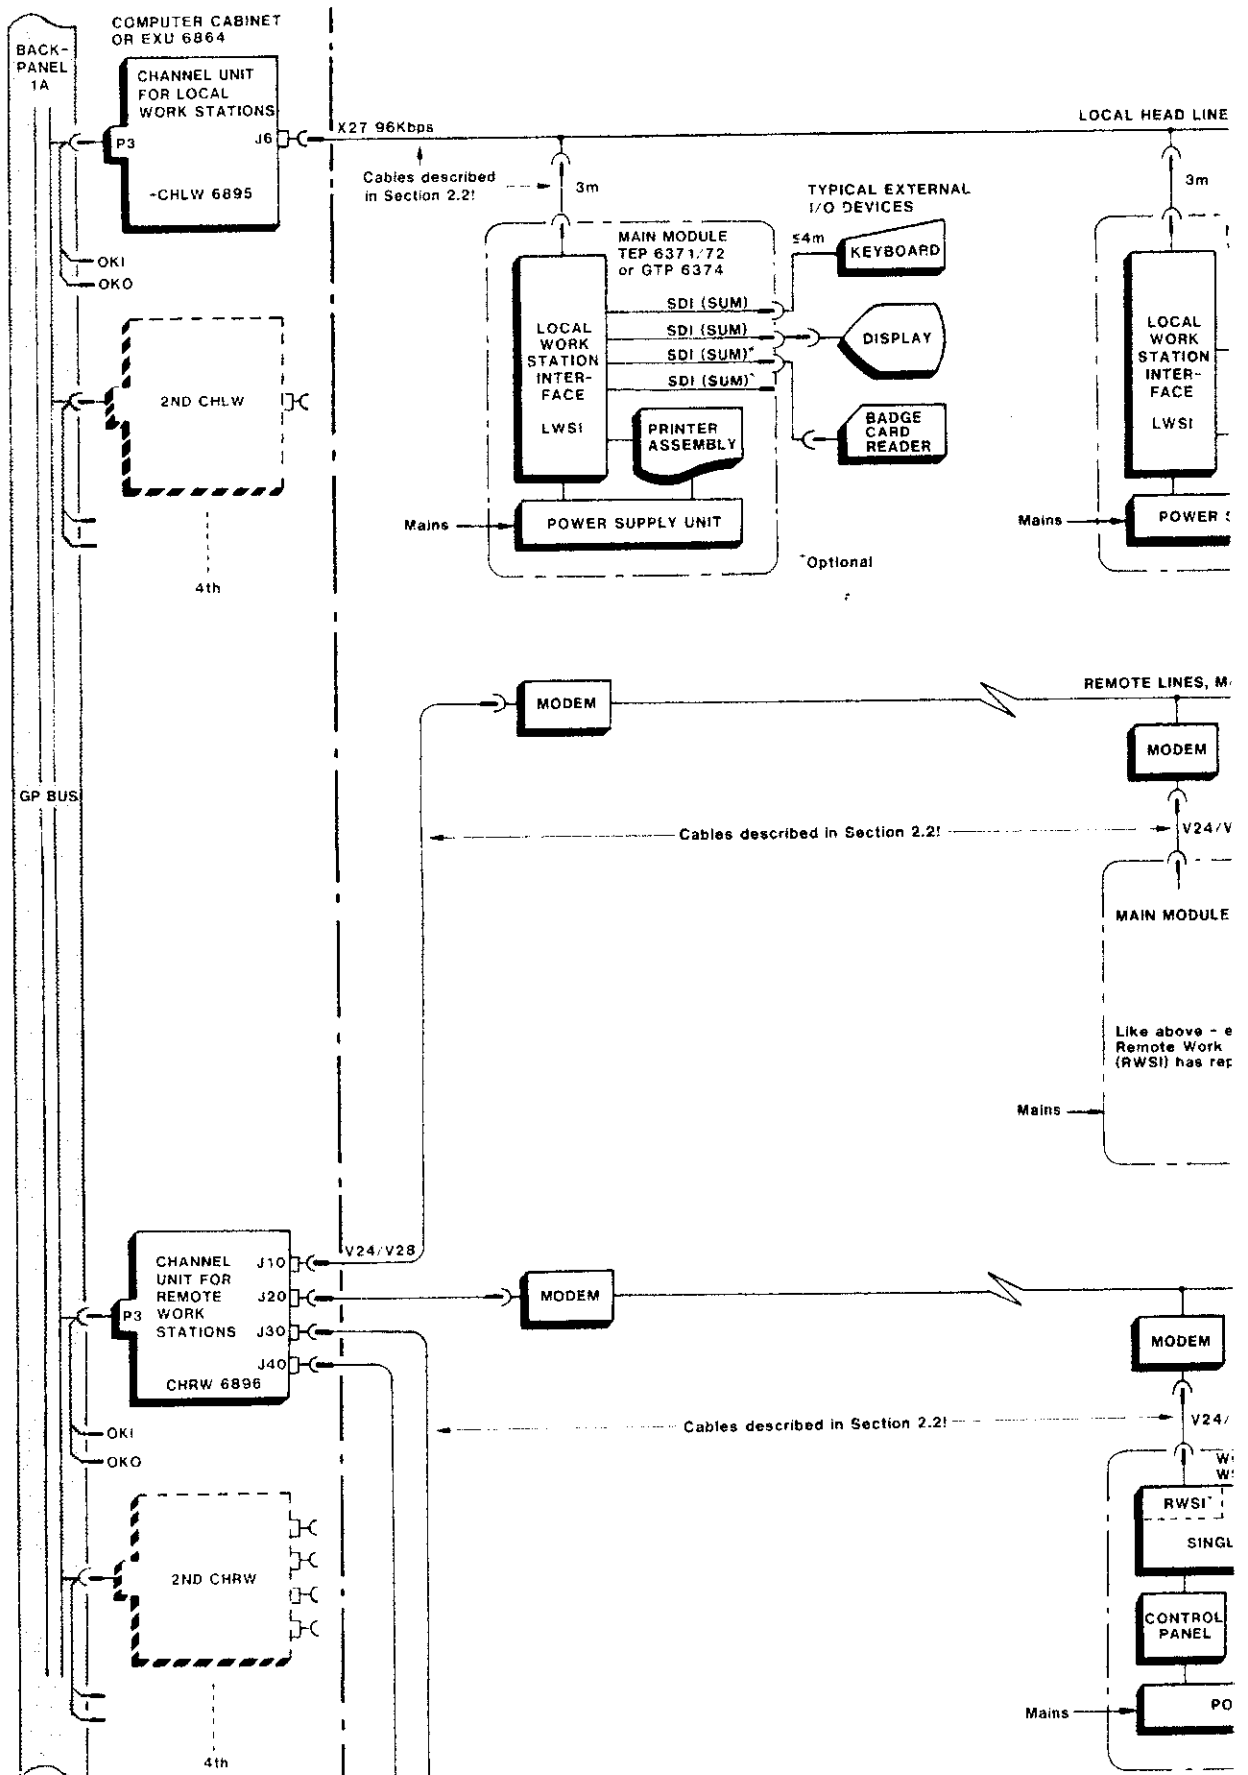 COMPUTER CABINET
OR EXU 6864
BACK-
PANEL
1A
CHANNEL UNIT
FOR LOCAL
WORK STATIONS
P3
J6
-CHLW 6895
OKI
OKO
X27 96Kbps
LOCAL HEAD LINE
Cables described
in Section 2.2!
3m
3m
TYPICAL EXTERNAL
I/O DEVICES
MAIN MODULE
TEP 6371/72
or GTP 6374
≤4m
KEYBOARD
SDI (SUM)
SDI (SUM)
SDI (SUM)*
SDI (SUM)*
DISPLAY
LOCAL
WORK
STATION
INTER-
FACE
LWSI
PRINTER
ASSEMBLY
BADGE
CARD
READER
Mains
POWER SUPPLY UNIT
*Optional
LOCAL
WORK
STATION
INTER-
FACE
LWSI
Mains
POWER
2ND CHLW
4th
MODEM
REMOTE LINES,
MODEM
GP BUS
Cables described in Section 2.2!
V24/V
MAIN MODULE
Like above - e
Remote Work
(RWSI) has rep
Mains
CHANNEL
UNIT FOR
REMOTE
WORK
STATIONS
P3
J10
J20
J30
J40
CHRW 6896
V24/V28
OKI
OKO
MODEM
MODEM
Cables described in Section 2.2!
V24/
RWSI*
SINGL
CONTROL
PANEL
Mains
PO
2ND CHRW
4th